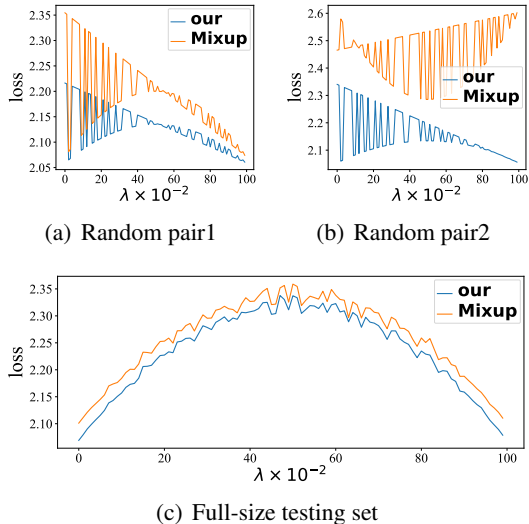 2.35
2.30
2.25
2.20
2.15
2.10
2.05
loss
our
Mixup
0 20 40 60 80 100
λ × 10⁻²
(a) Random pair1
2.6
2.5
2.4
2.3
2.2
2.1
loss
our
Mixup
0 20 40 60 80 100
λ × 10⁻²
(b) Random pair2
2.35
2.30
2.25
2.20
2.15
2.10
loss
our
Mixup
0 20 40 60 80 100
λ × 10⁻²
(c) Full-size testing set